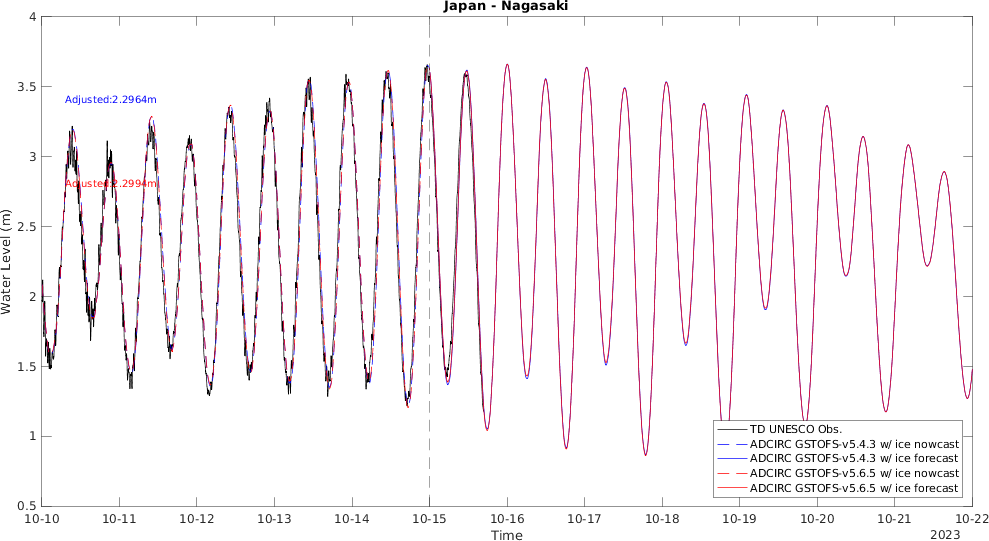 Japan - Nagasaki
4
3.5
3
2.5
2
1.5
1
0.5
Water Level (m)
Adjusted:2.2964m
Adjusted:2.2994m
TD UNESCO Obs.
ADCIRC GSTOFS-v5.4.3 w/ ice nowcast
ADCIRC GSTOFS-v5.4.3 w/ ice forecast
ADCIRC GSTOFS-v5.6.5 w/ ice nowcast
ADCIRC GSTOFS-v5.6.5 w/ ice forecast
10-10 10-11 10-12 10-13 10-14 10-15 10-16 10-17 10-18 10-19 10-20 10-21 10-22
Time
2023